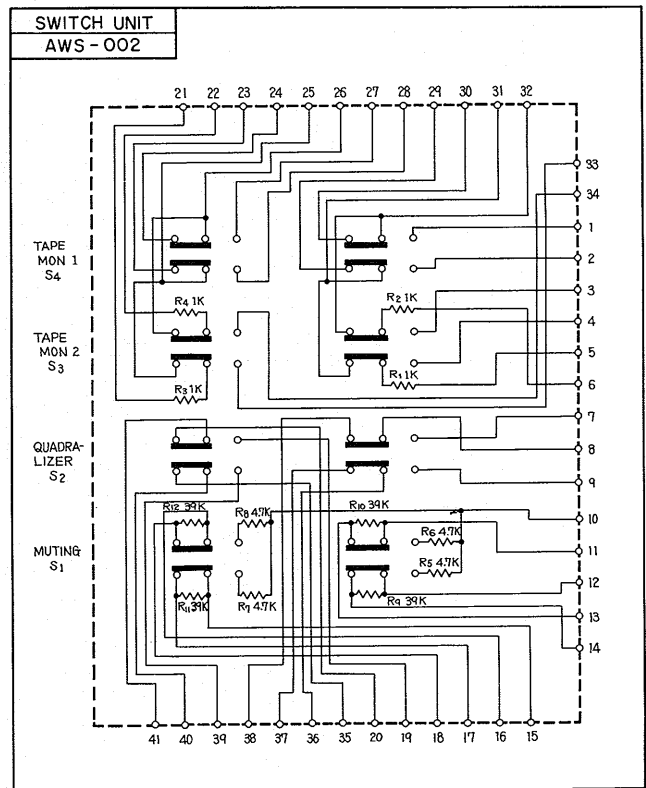 SWITCH UNIT
AWS-002
21 22 23 24 25 26 27 28 29 30 31 32
33
34
1
TAPE
MON 1
S4
2
3
R4 1K
R2 1K
4
TAPE
MON 2
S3
5
R1 1K
6
R3 1K
7
QUADRA-
LIZER
S2
8
9
R12 39K
R8 4.7K
R10 39K
10
R6 4.7K
11
MUTING
S1
R5 4.7K
12
R11 39K
R7 4.7K
R9 39K
13
14
41 40 39 38 37 36 35 20 19 18 17 16 15